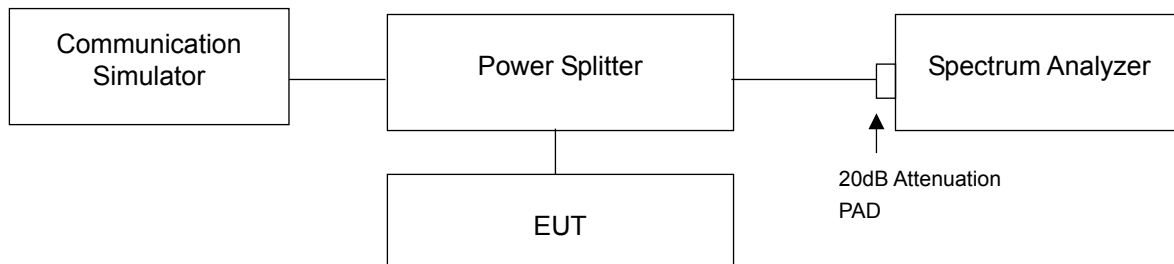 Communication
Simulator
Power Splitter
Spectrum Analyzer
20dB Attenuation
PAD
EUT